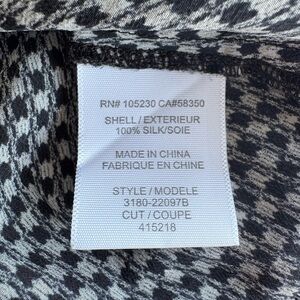 RN# 105230 CA#58350
SHELL / EXTERIEUR
100% SILK/SOIE
MADE IN CHINA
FABRIQUE EN CHINE
STYLE / MODELE
3180-22097B
CUT / COUPE
415218